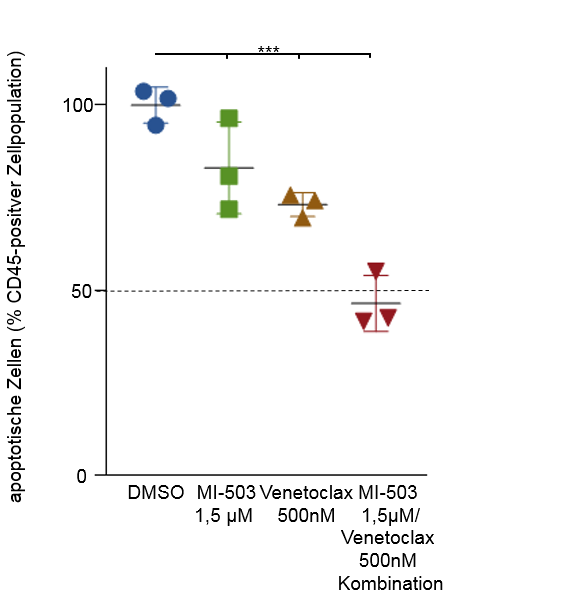 ***
apoptotische Zellen (% CD45-positver Zellpopulation)
100
50
0
DMSO
MI-503
1,5 µM
Venetoclax
500nM
MI-503
1,5µM/
Venetoclax
500nM
Kombination